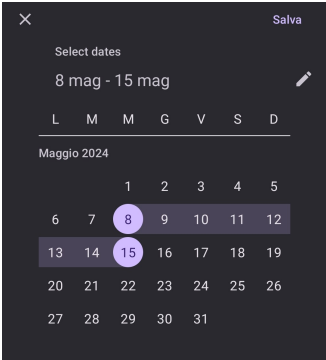 Salva
Select dates
8 mag - 15 mag
L M M G V S D
Maggio 2024
1 2 3 4 5
6 7 8 9 10 11 12
13 14 15 16 17 18 19
20 21 22 23 24 25 26
27 28 29 30 31